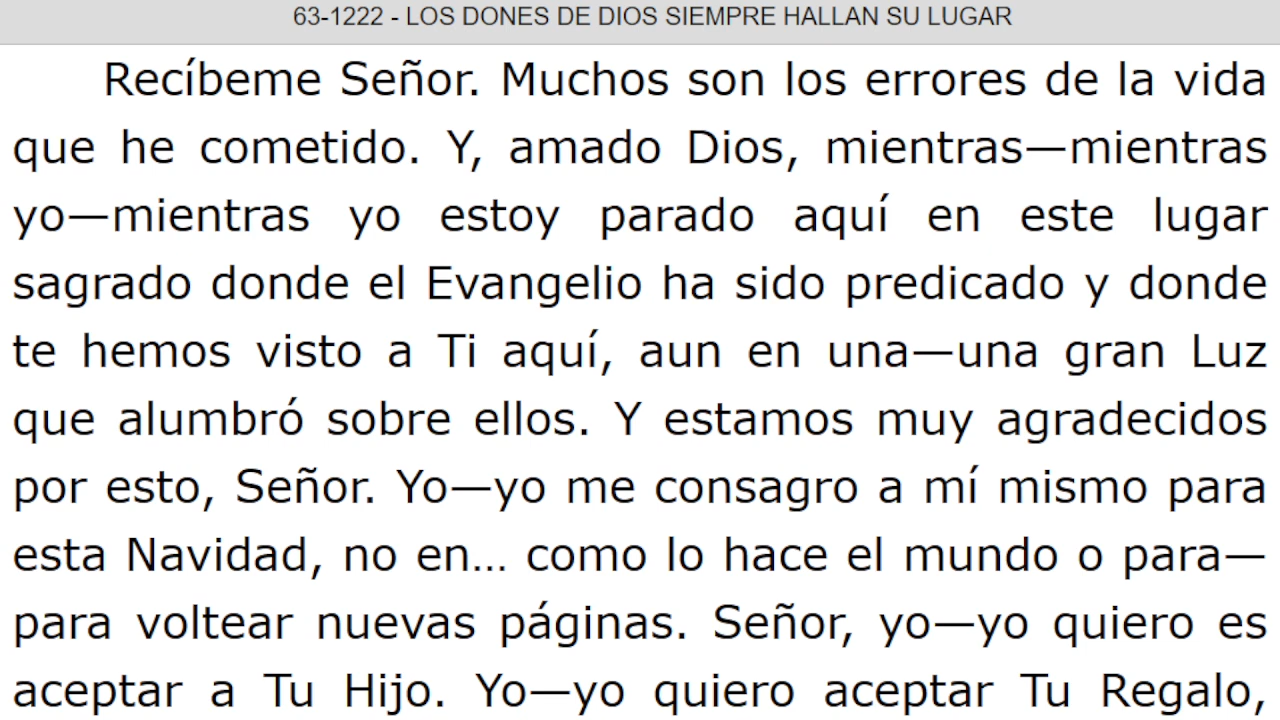 63-1222 - LOS DONES DE DIOS SIEMPRE HALLAN SU LUGAR
Recíbeme Señor. Muchos son los errores de la vida
que he cometido. Y, amado Dios, mientras—mientras
yo—mientras yo estoy parado aquí en este lugar
sagrado donde el Evangelio ha sido predicado y donde
te hemos visto a Ti aquí, aun en una—una gran Luz
que alumbró sobre ellos. Y estamos muy agradecidos
por esto, Señor. Yo—yo me consagro a mí mismo para
esta Navidad, no en... como lo hace el mundo o para—
para voltear nuevas páginas. Señor, yo—yo quiero es
aceptar a Tu Hijo. Yo—yo quiero aceptar Tu Regalo,